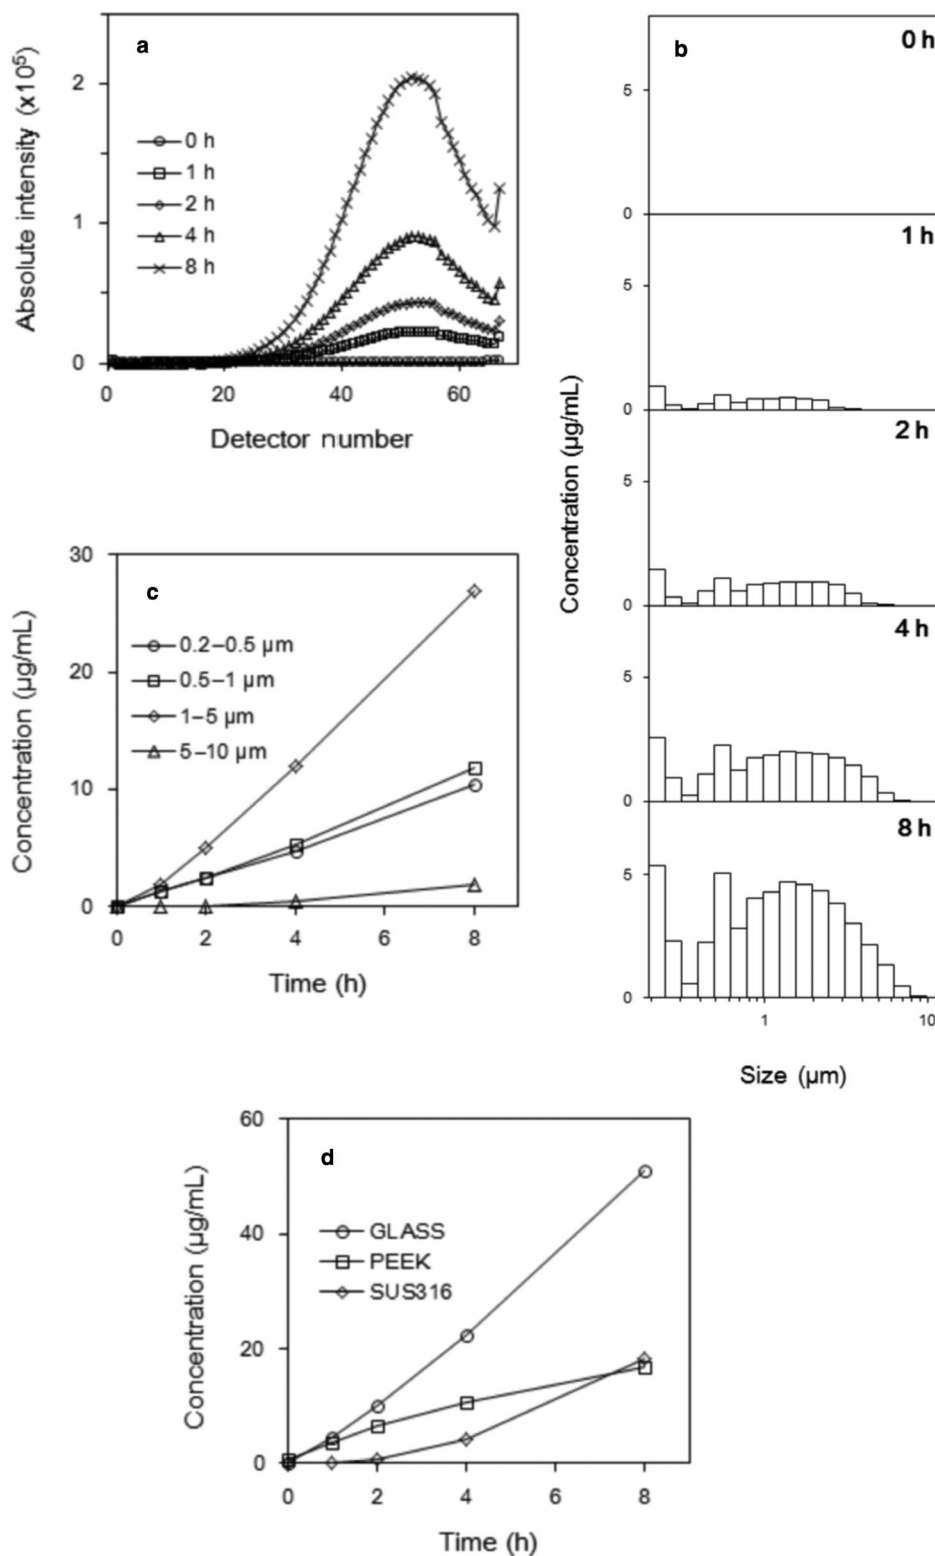 a
Absolute intensity (x10⁵)
2
1
0
0 h
1 h
2 h
4 h
8 h
0 20 40 60
Detector number
b
Concentration (µg/mL)
0 h
5
0
1 h
5
0
2 h
5
0
4 h
5
0
8 h
5
0
1 10
Size (µm)
c
Concentration (µg/mL)
30
20
10
0
0.2–0.5 µm
0.5–1 µm
1–5 µm
5–10 µm
0 2 4 6 8
Time (h)
d
Concentration (µg/mL)
60
40
20
0
GLASS
PEEK
SUS316
0 2 4 6 8
Time (h)